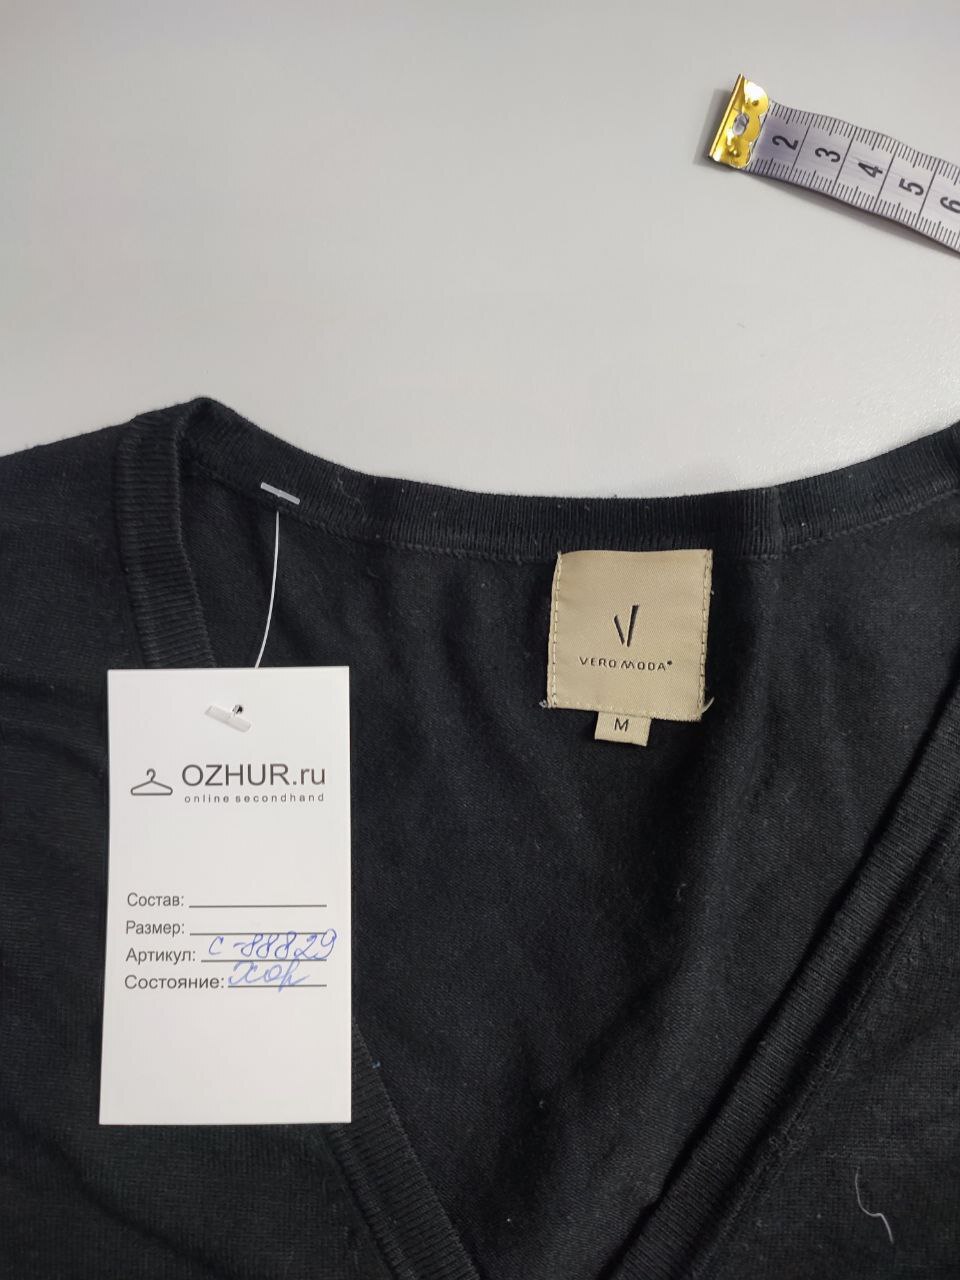 2 3 4 5 6
VERO MODA®
M
OZHUR.ru
online secondhand
Состав:
Размер:
Артикул: С-88829
Состояние: Хор